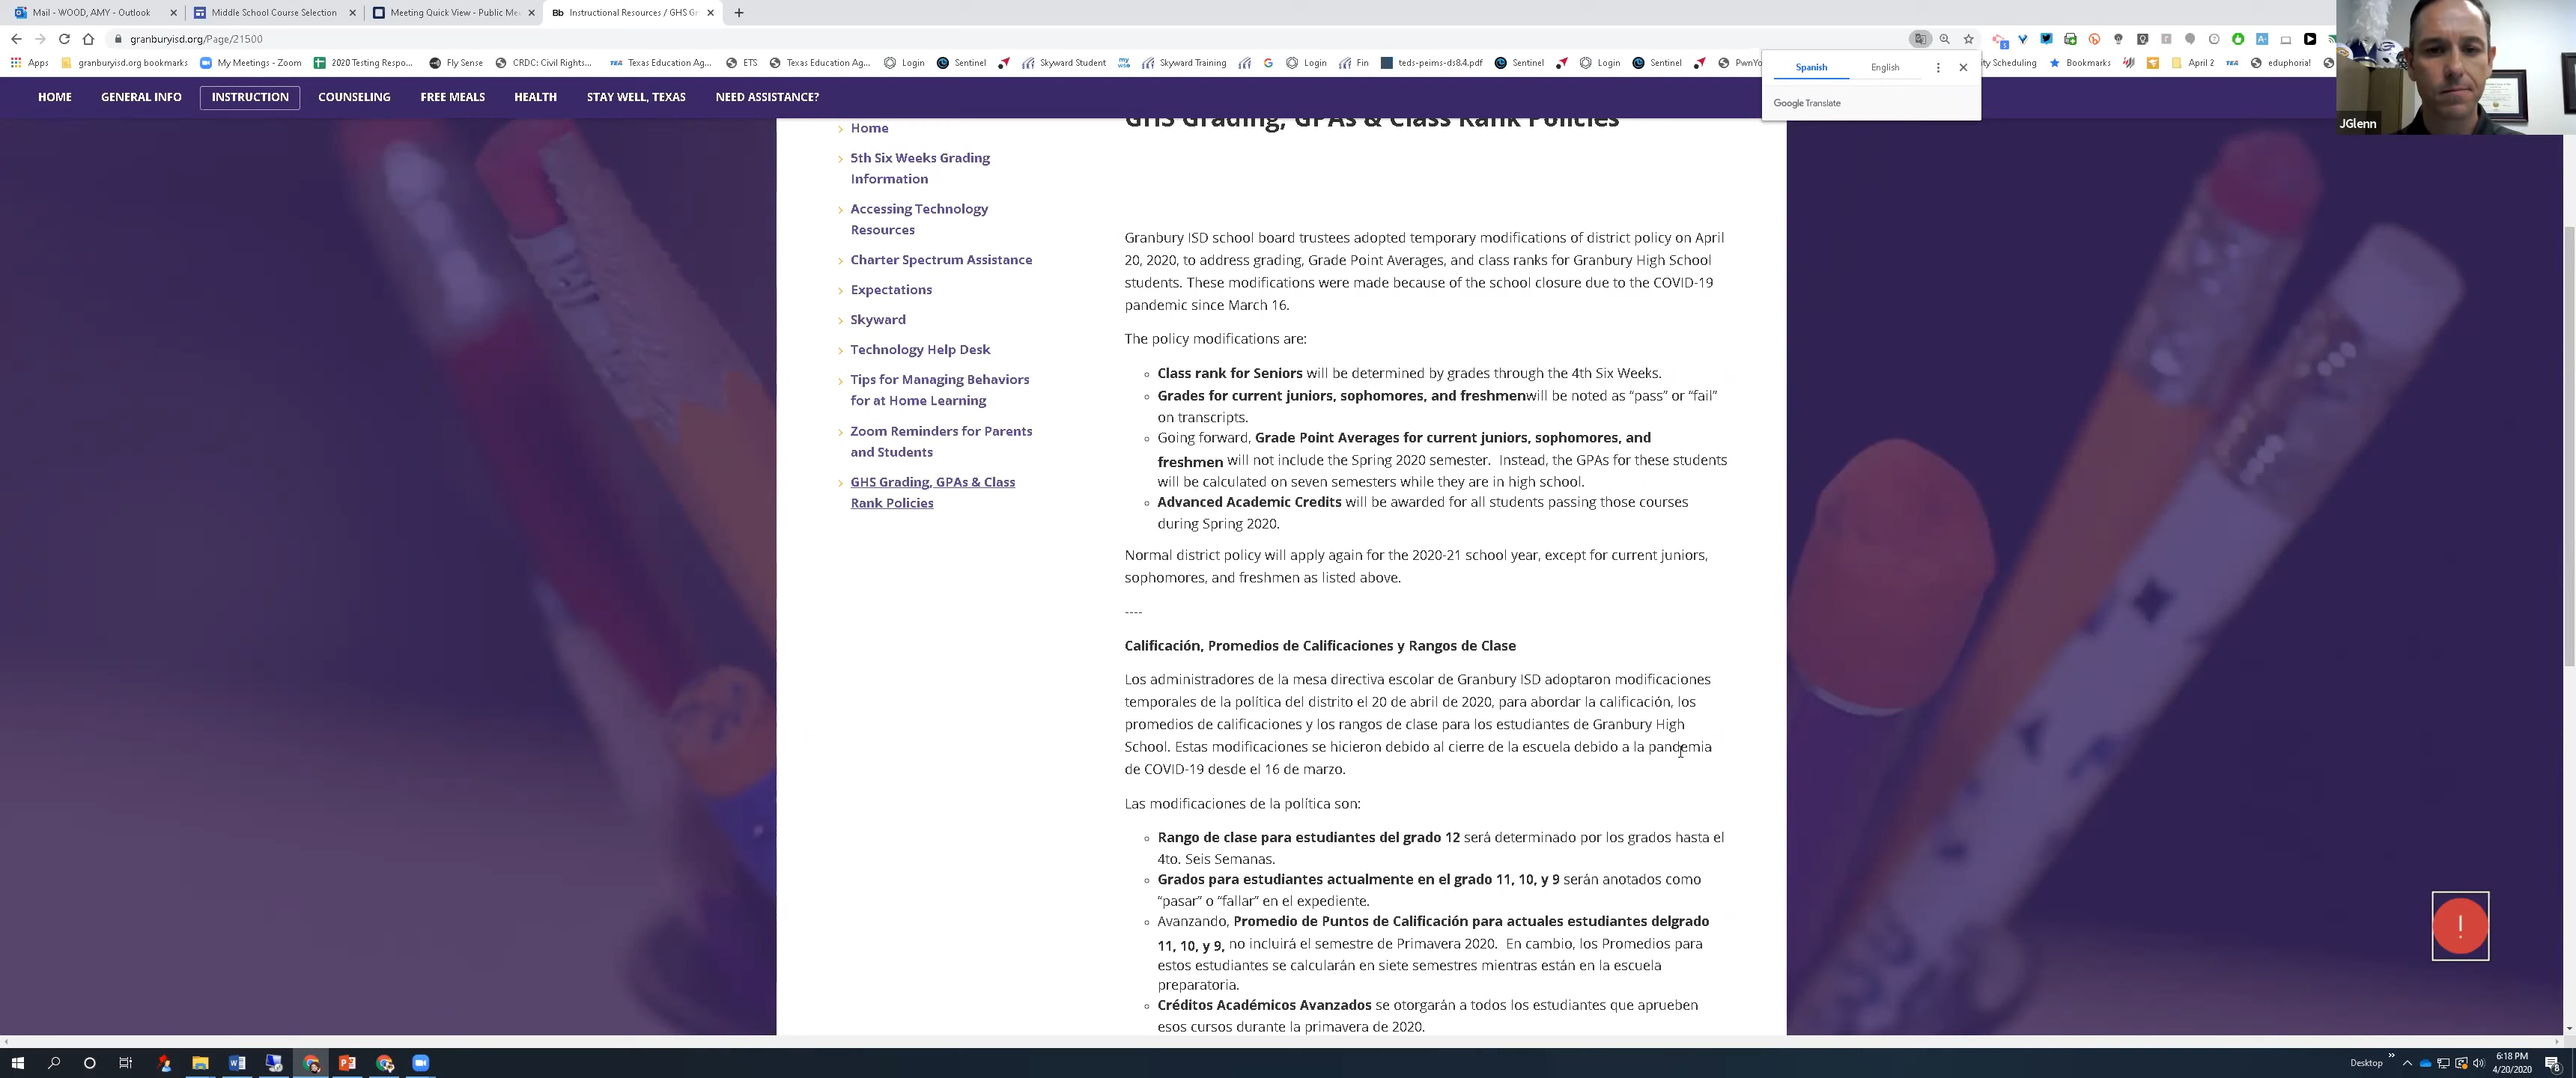 Mail - WOOD, AMY - Outlook
Middle School Course Selection
Meeting Quick View - Public Me
Bb Instructional Resources / GHS Gr
granburyisd.org/Page/21500
Apps
granburyisd.org bookmarks
My Meetings - Zoom
2020 Testing Respo...
Fly Sense
CRDC: Civil Rights...
TEA Texas Education Ag...
ETS
Texas Education Ag...
Login
Sentinel
Skyward Student
Skyward Training
Login
Fin
teds-peims-ds8.4.pdf
Sentinel
Login
Sentinel
PwnYo
ity Scheduling
Bookmarks
April 2
TEA
eduphoria!
Spanish
English
Google Translate
JGlenn
HOME
GENERAL INFO
INSTRUCTION
COUNSELING
FREE MEALS
HEALTH
STAY WELL, TEXAS
NEED ASSISTANCE?
Home
5th Six Weeks Grading
Information
Accessing Technology
Resources
Charter Spectrum Assistance
Expectations
Skyward
Technology Help Desk
Tips for Managing Behaviors
for at Home Learning
Zoom Reminders for Parents
and Students
GHS Grading, GPAs & Class
Rank Policies
GHS Grading, GPAs & Class Rank Policies
Granbury ISD school board trustees adopted temporary modifications of district policy on April
20, 2020, to address grading, Grade Point Averages, and class ranks for Granbury High School
students. These modifications were made because of the school closure due to the COVID-19
pandemic since March 16.
The policy modifications are:
Class rank for Seniors will be determined by grades through the 4th Six Weeks.
Grades for current juniors, sophomores, and freshmenwill be noted as “pass” or “fail”
on transcripts.
Going forward, Grade Point Averages for current juniors, sophomores, and
freshmen will not include the Spring 2020 semester. Instead, the GPAs for these students
will be calculated on seven semesters while they are in high school.
Advanced Academic Credits will be awarded for all students passing those courses
during Spring 2020.
Normal district policy will apply again for the 2020-21 school year, except for current juniors,
sophomores, and freshmen as listed above.
----
Calificación, Promedios de Calificaciones y Rangos de Clase
Los administradores de la mesa directiva escolar de Granbury ISD adoptaron modificaciones
temporales de la política del distrito el 20 de abril de 2020, para abordar la calificación, los
promedios de calificaciones y los rangos de clase para los estudiantes de Granbury High
School. Estas modificaciones se hicieron debido al cierre de la escuela debido a la pandemia
de COVID-19 desde el 16 de marzo.
Las modificaciones de la política son:
Rango de clase para estudiantes del grado 12 será determinado por los grados hasta el
4to. Seis Semanas.
Grados para estudiantes actualmente en el grado 11, 10, y 9 serán anotados como
“pasar” o “fallar” en el expediente.
Avanzando, Promedio de Puntos de Calificación para actuales estudiantes delgrado
11, 10, y 9, no incluirá el semestre de Primavera 2020. En cambio, los Promedios para
estos estudiantes se calcularán en siete semestres mientras están en la escuela
preparatoria.
Créditos Académicos Avanzados se otorgarán a todos los estudiantes que aprueben
esos cursos durante la primavera de 2020.
!
Desktop
6:18 PM
4/20/2020